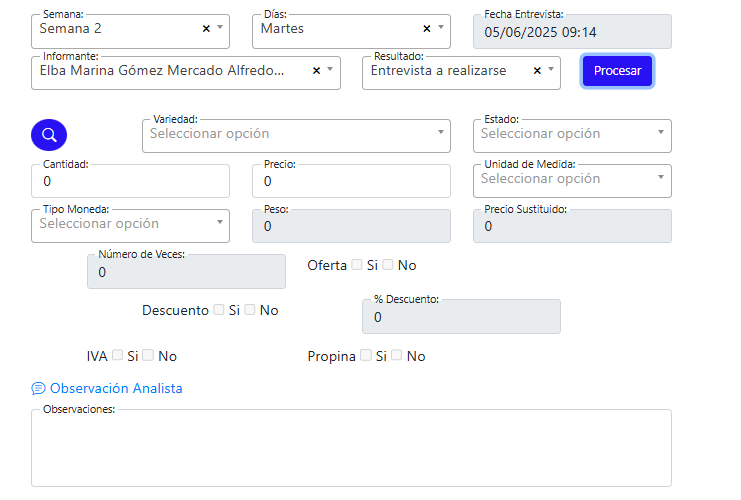 Semana: Días: Fecha Entrevista:
Semana 2 × Martes × 05/06/2025 09:14
Informante: Resultado:
Elba Marina Gómez Mercado Alfredo... × Entrevista a realizarse × Procesar
Variedad: Estado:
Seleccionar opción Seleccionar opción
Cantidad: Precio: Unidad de Medida:
0 0 Seleccionar opción
Tipo Moneda: Peso: Precio Sustituido:
Seleccionar opción 0 0
Número de Veces:
0 Oferta Si No
Descuento Si No % Descuento:
0
IVA Si No Propina Si No
Observación Analista
Observaciones: